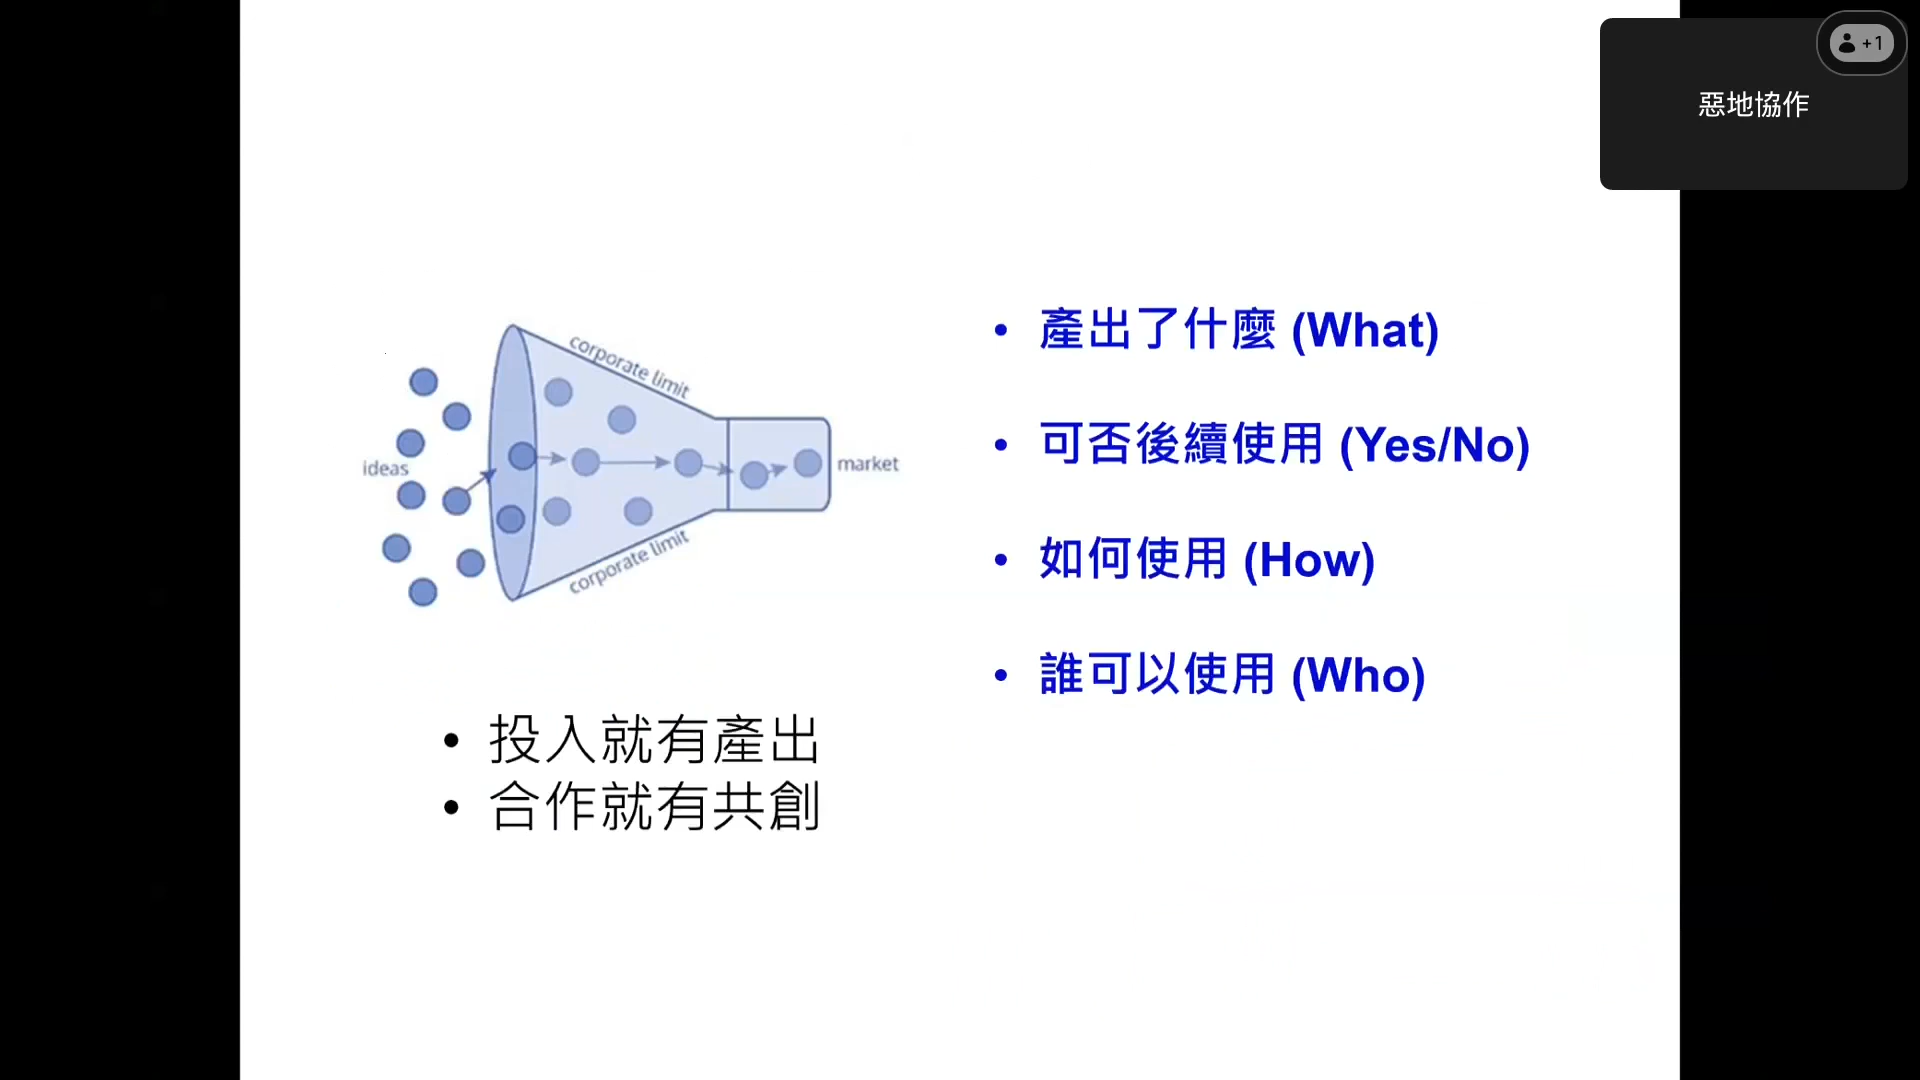 +1
惡地協作
corporate limit
ideas
market
corporate limit
• 投入就有產出
• 合作就有共創
• 產出了什麼 (What)
• 可否後續使用 (Yes/No)
• 如何使用 (How)
• 誰可以使用 (Who)